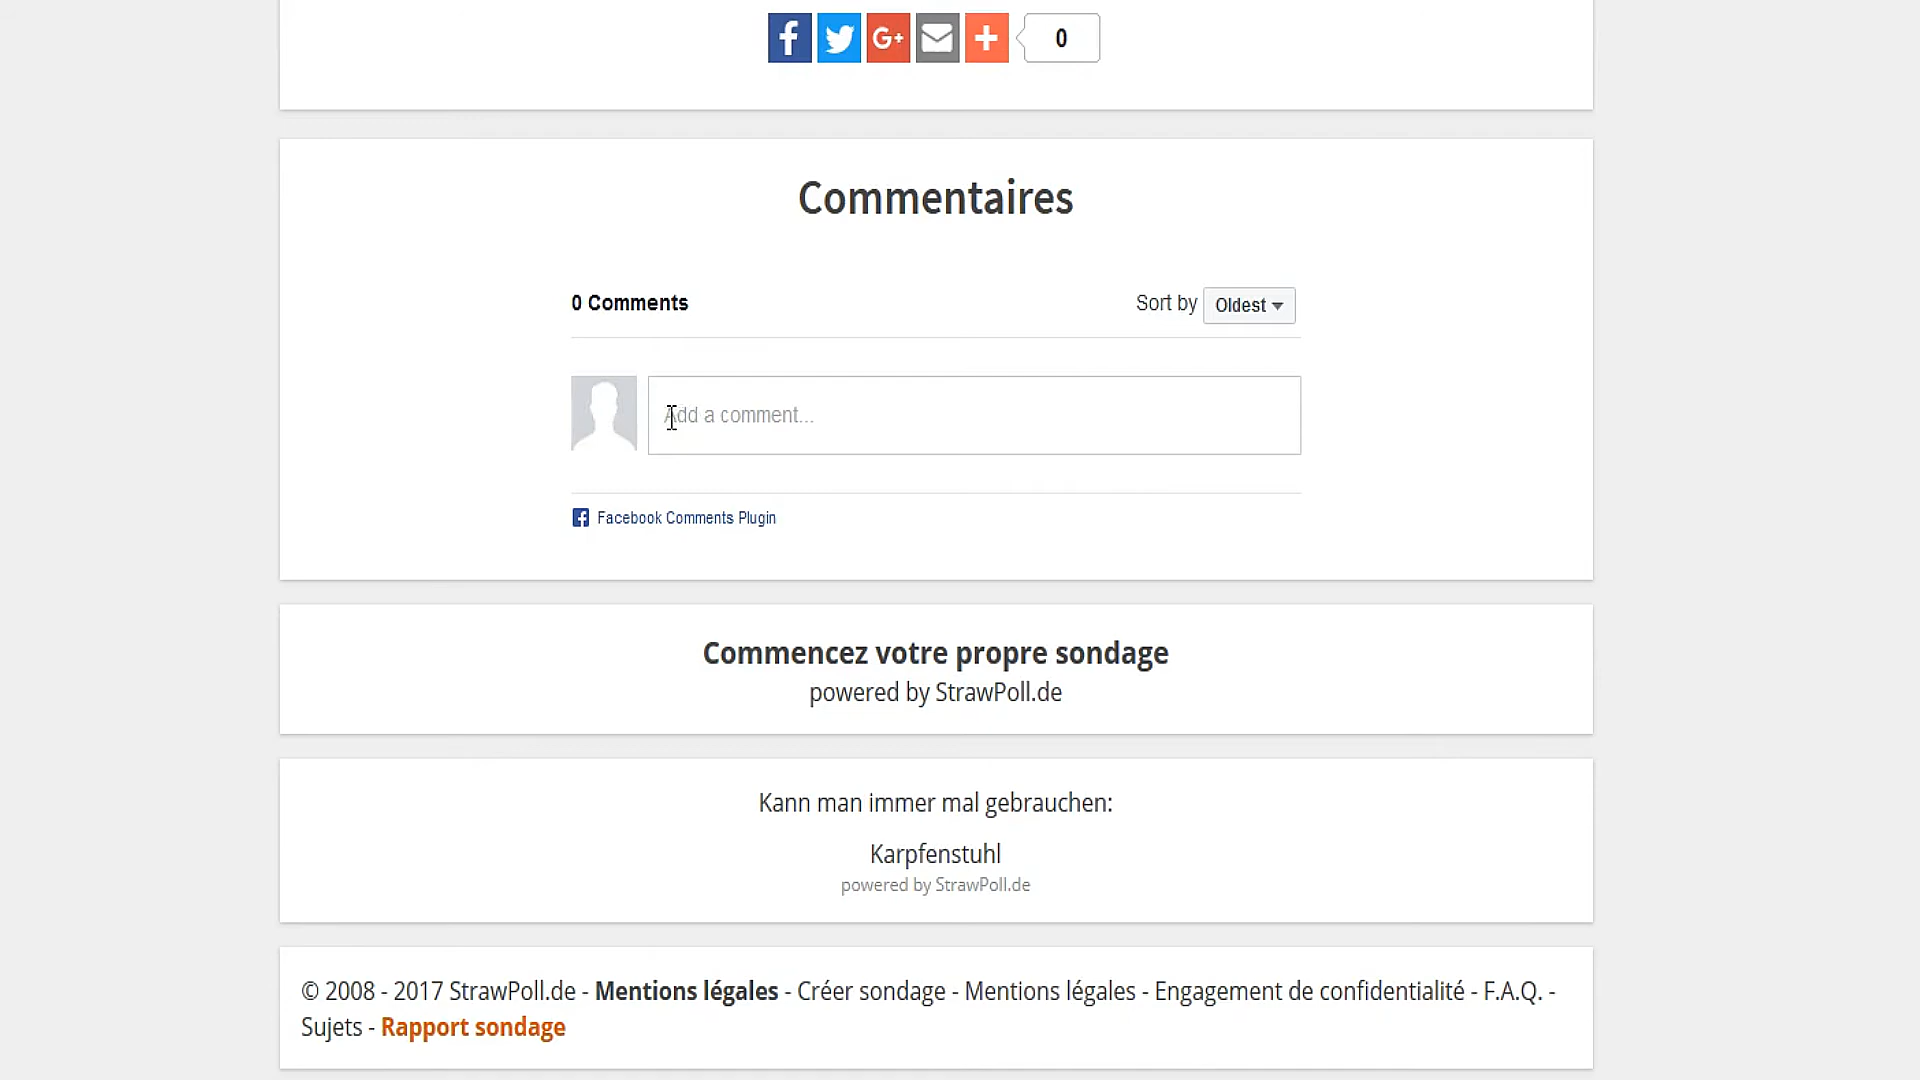 f G+ + 0
Commentaires
0 Comments Sort by Oldest
Add a comment...
Facebook Comments Plugin
Commencez votre propre sondage
powered by StrawPoll.de
Kann man immer mal gebrauchen:
Karpfenstuhl
powered by StrawPoll.de
© 2008 - 2017 StrawPoll.de - Mentions légales - Créer sondage - Mentions légales - Engagement de confidentialité - F.A.Q. -
Sujets - Rapport sondage